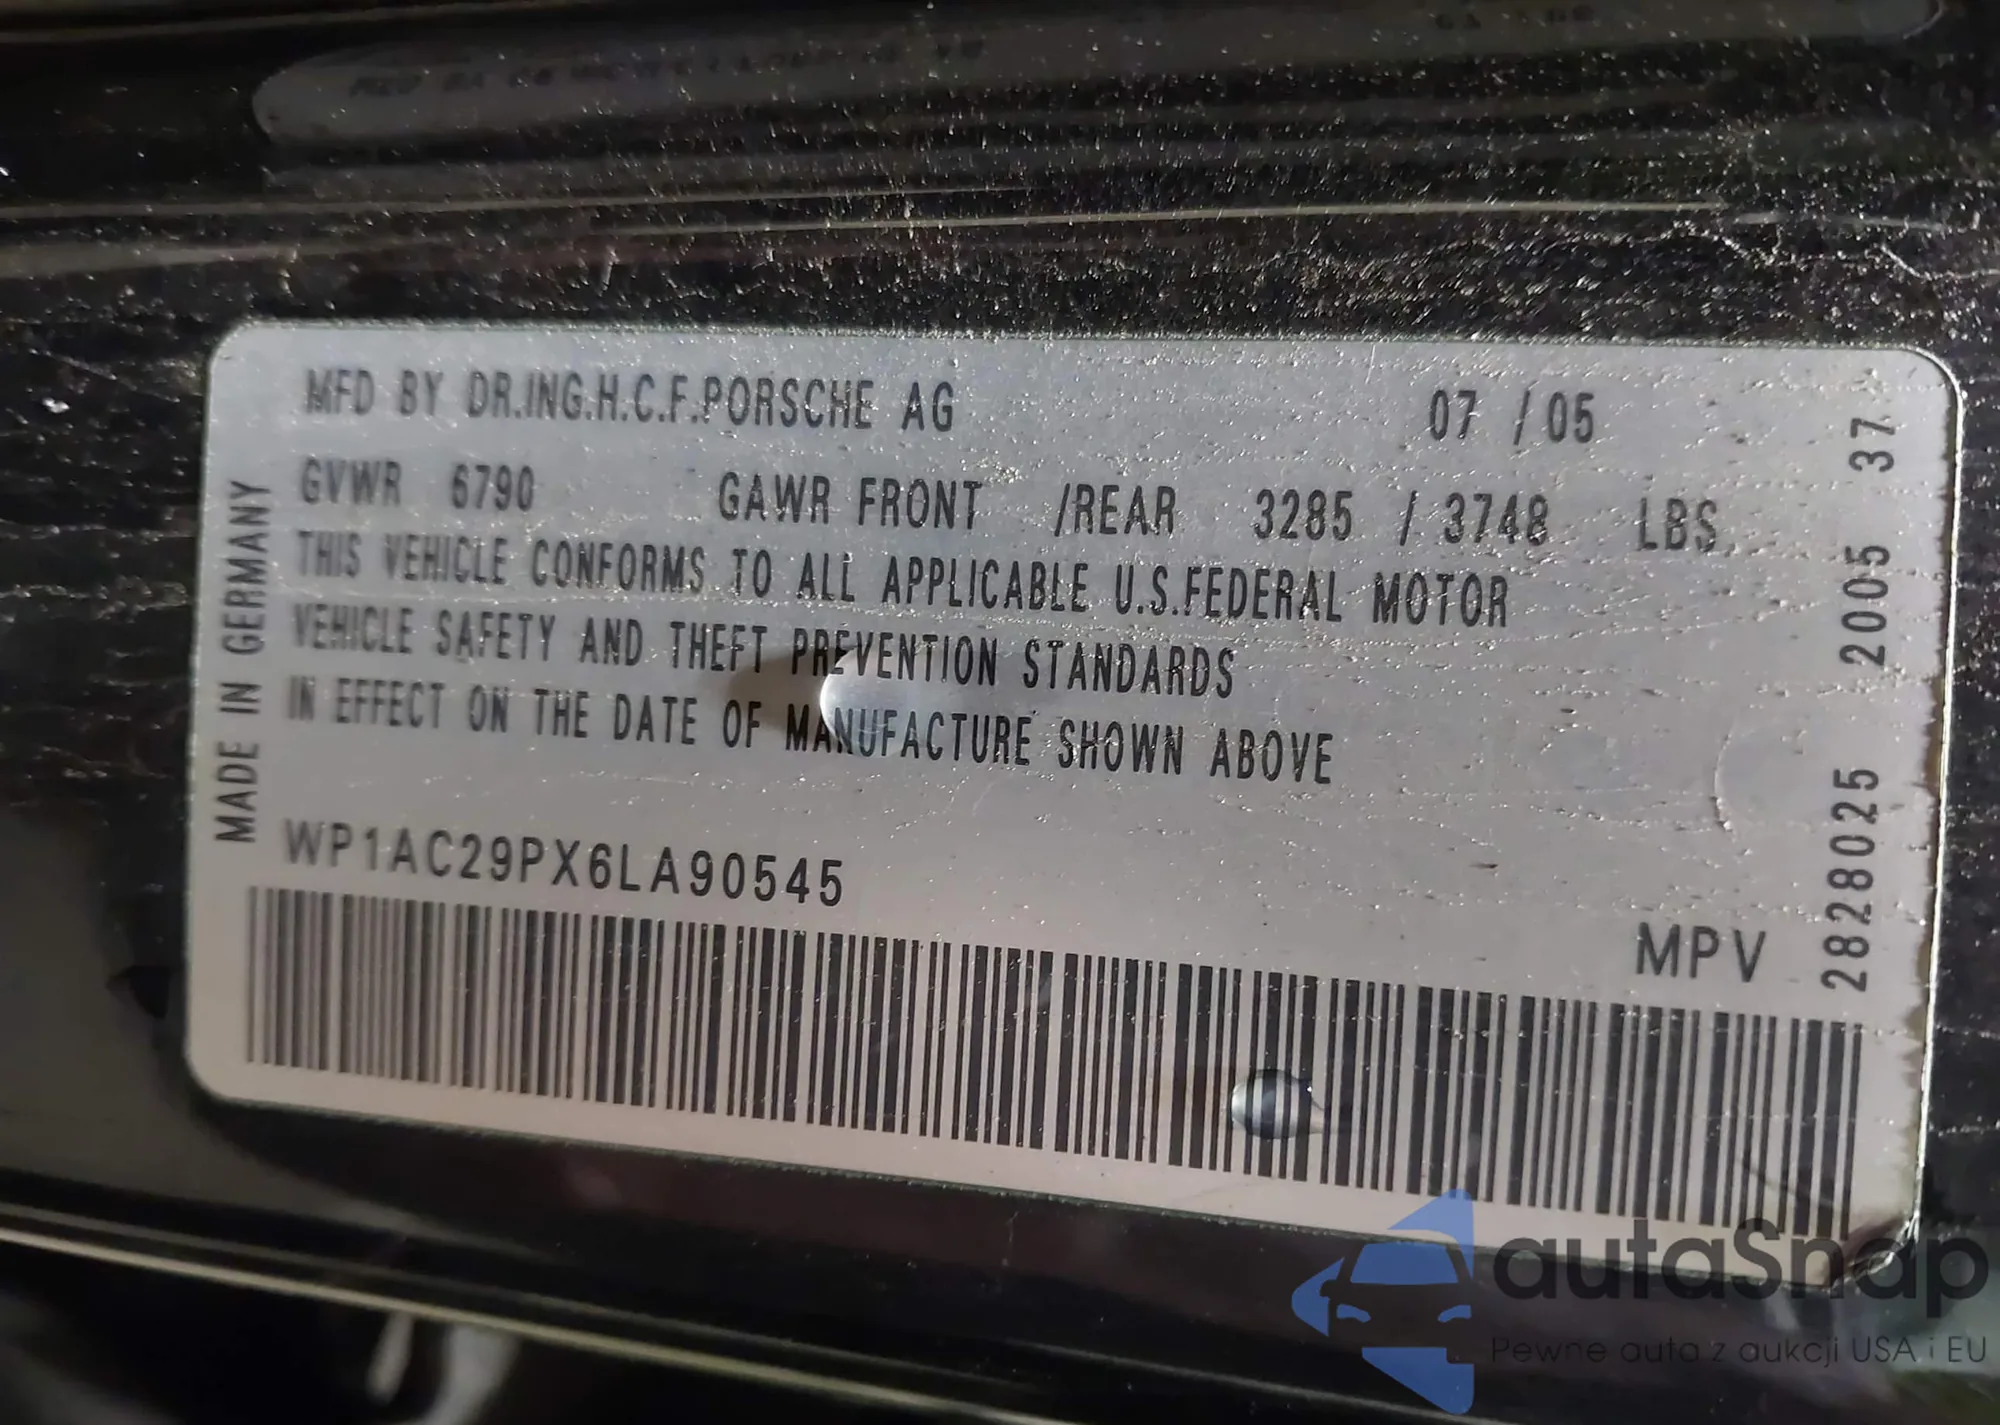 MFD BY DR.ING.H.C.F.PORSCHE AG 07 / 05
GVWR 6790 GAWR FRONT /REAR 3285 / 3748 LBS.
THIS VEHICLE CONFORMS TO ALL APPLICABLE U.S.FEDERAL MOTOR
VEHICLE SAFETY AND THEFT PREVENTION STANDARDS
IN EFFECT ON THE DATE OF MANUFACTURE SHOWN ABOVE
WP1AC29PX6LA90545
MPV
MADE IN GERMANY
2828025 2005 37
autaSnap
Pewne auta z aukcji USA i EU